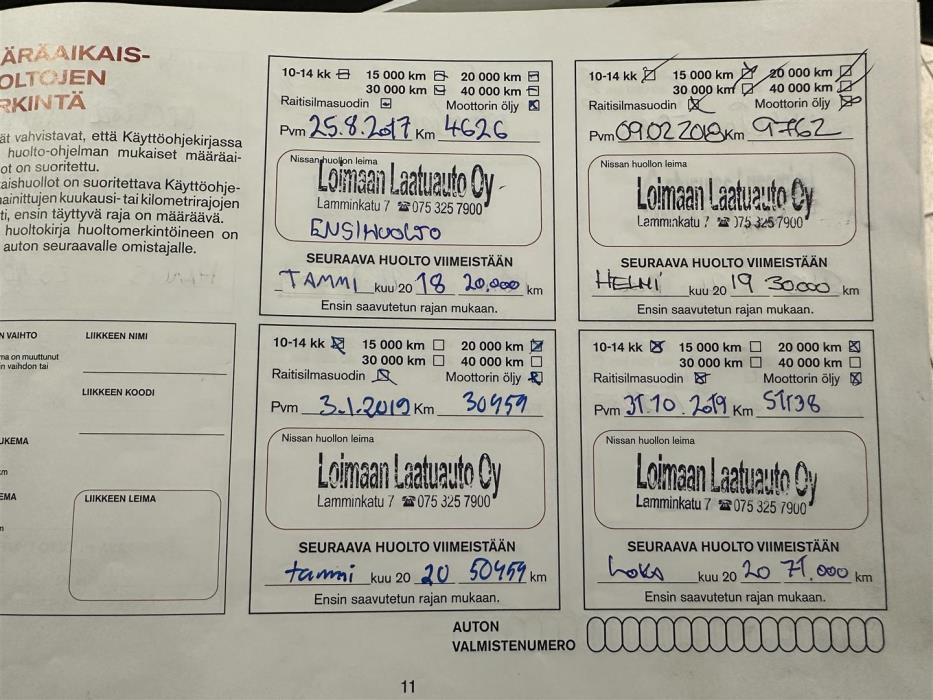 ÄRÄAIKAIS-
OLTOJEN
RKINTÄ
ät vahvistavat, että Käyttöohjekirjassa
huolto-ohjelman mukaiset määräai-
ot on suoritettu.
aishuollot on suoritettava Käyttöohje-
ainittujen kuukausi- tai kilometrirajojen
ti, ensin täyttyvä raja on määräävä.
huoltokirja huoltomerkintöineen on
auton seuraavalle omistajalle.
10-14 kk 15 000 km 20 000 km
30 000 km 40 000 km
Raitisilmasuodin Moottorin öljy
Pvm 25.8.2017 Km 4626
Nissan huollon leima
Loimaan Laatuauto Oy
Lamminkatu 7 ☎ 075 325 7900
ENSIHUOLTO
SEURAAVA HUOLTO VIIMEISTÄÄN
TAMMI kuu 20 18 20.000 km
Ensin saavutetun rajan mukaan.
10-14 kk 15 000 km 20 000 km
30 000 km 40 000 km
Raitisilmasuodin Moottorin öljy
Pvm 09.02 2018 Km 9762
Nissan huollon leima
Loimaan Laatuauto Oy
Lamminkatu 7 ☎ 075 325 7900
SEURAAVA HUOLTO VIIMEISTÄÄN
HELMI kuu 20 19 30.000 km
Ensin saavutetun rajan mukaan.
N VAIHTO
ma on muuttunut
n vaihdon tai
UKEMA
m
EMA
n
LIIKKEEN NIMI
LIIKKEEN KOODI
LIIKKEEN LEIMA
10-14 kk 15 000 km 20 000 km
30 000 km 40 000 km
Raitisilmasuodin Moottorin öljy
Pvm 3.1.2019 Km 30459
Nissan huollon leima
Loimaan Laatuauto Oy
Lamminkatu 7 ☎ 075 325 7900
SEURAAVA HUOLTO VIIMEISTÄÄN
tammi kuu 20 20 50459 km
Ensin saavutetun rajan mukaan.
10-14 kk 15 000 km 20 000 km
30 000 km 40 000 km
Raitisilmasuodin Moottorin öljy
Pvm 31.10.2019 Km
Nissan huollon leima
Loimaan Laatuauto Oy
Lamminkatu 7 ☎ 075 325 7900
SEURAAVA HUOLTO VIIMEISTÄÄN
Loka kuu 20 20 71.000 km
Ensin saavutetun rajan mukaan.
AUTON
VALMISTENUMERO
11